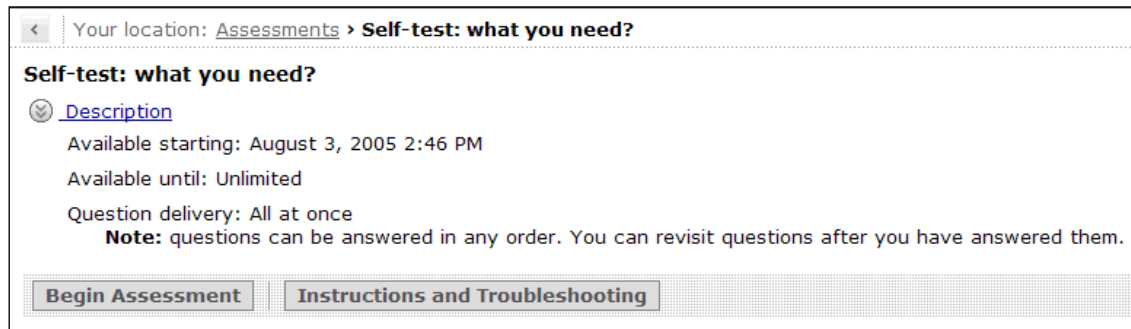 Your location: Assessments › Self-test: what you need?
Self-test: what you need?
Description
Available starting: August 3, 2005 2:46 PM
Available until: Unlimited
Question delivery: All at once
Note: questions can be answered in any order. You can revisit questions after you have answered them.
Begin Assessment Instructions and Troubleshooting